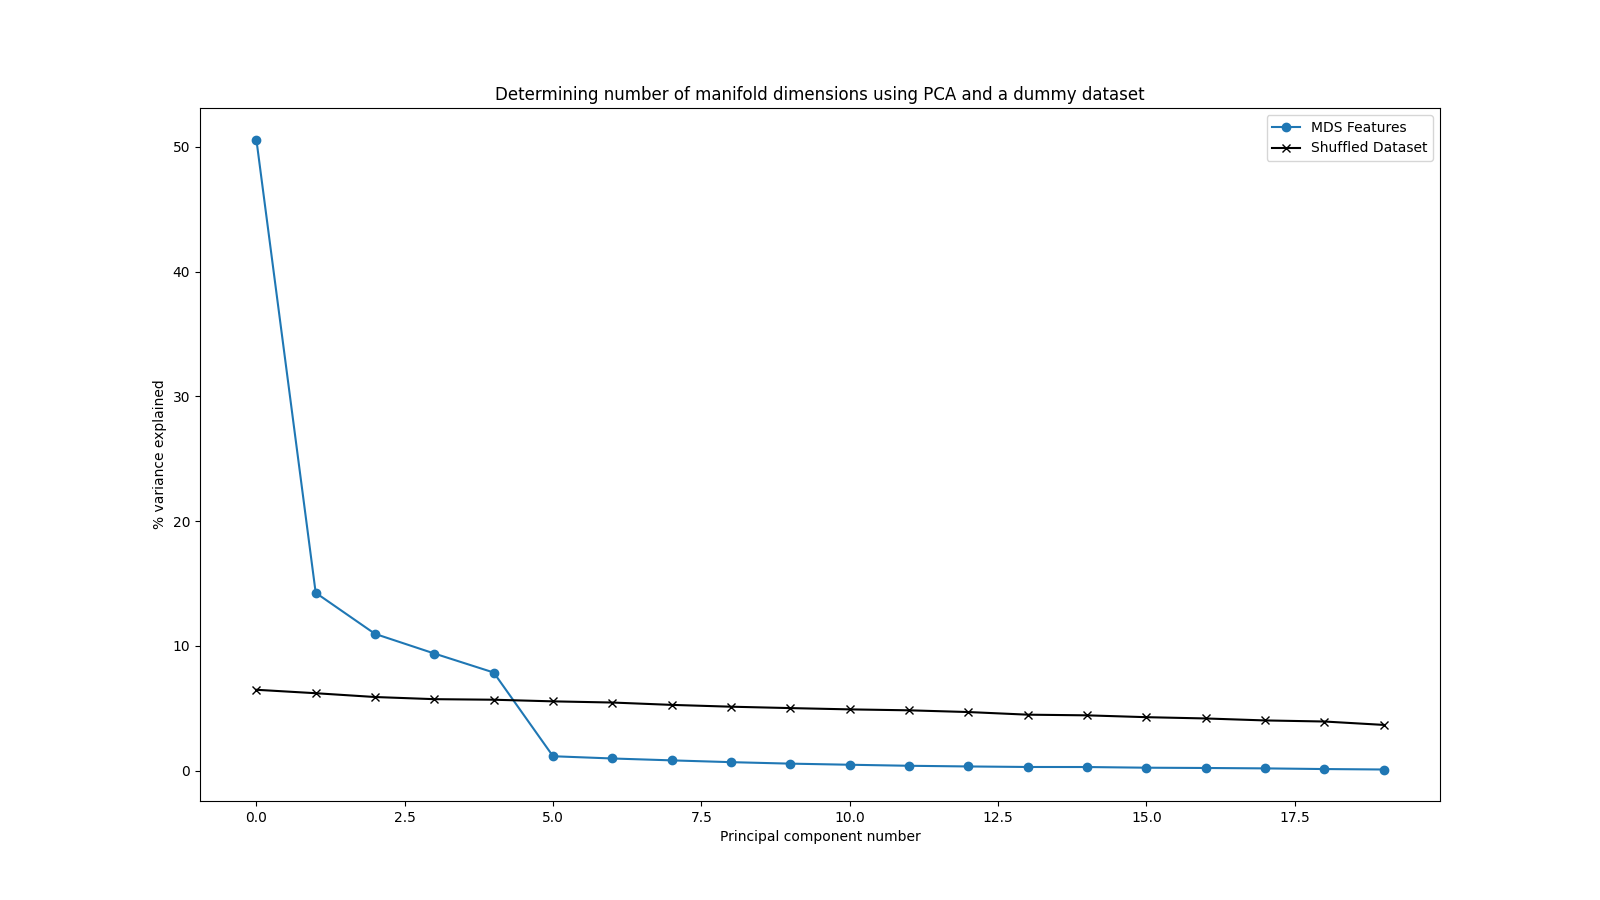 Determining number of manifold dimensions using PCA and a dummy dataset
MDS Features
Shuffled Dataset
50
40
30
20
10
0
% variance explained
0.0 2.5 5.0 7.5 10.0 12.5 15.0 17.5
Principal component number